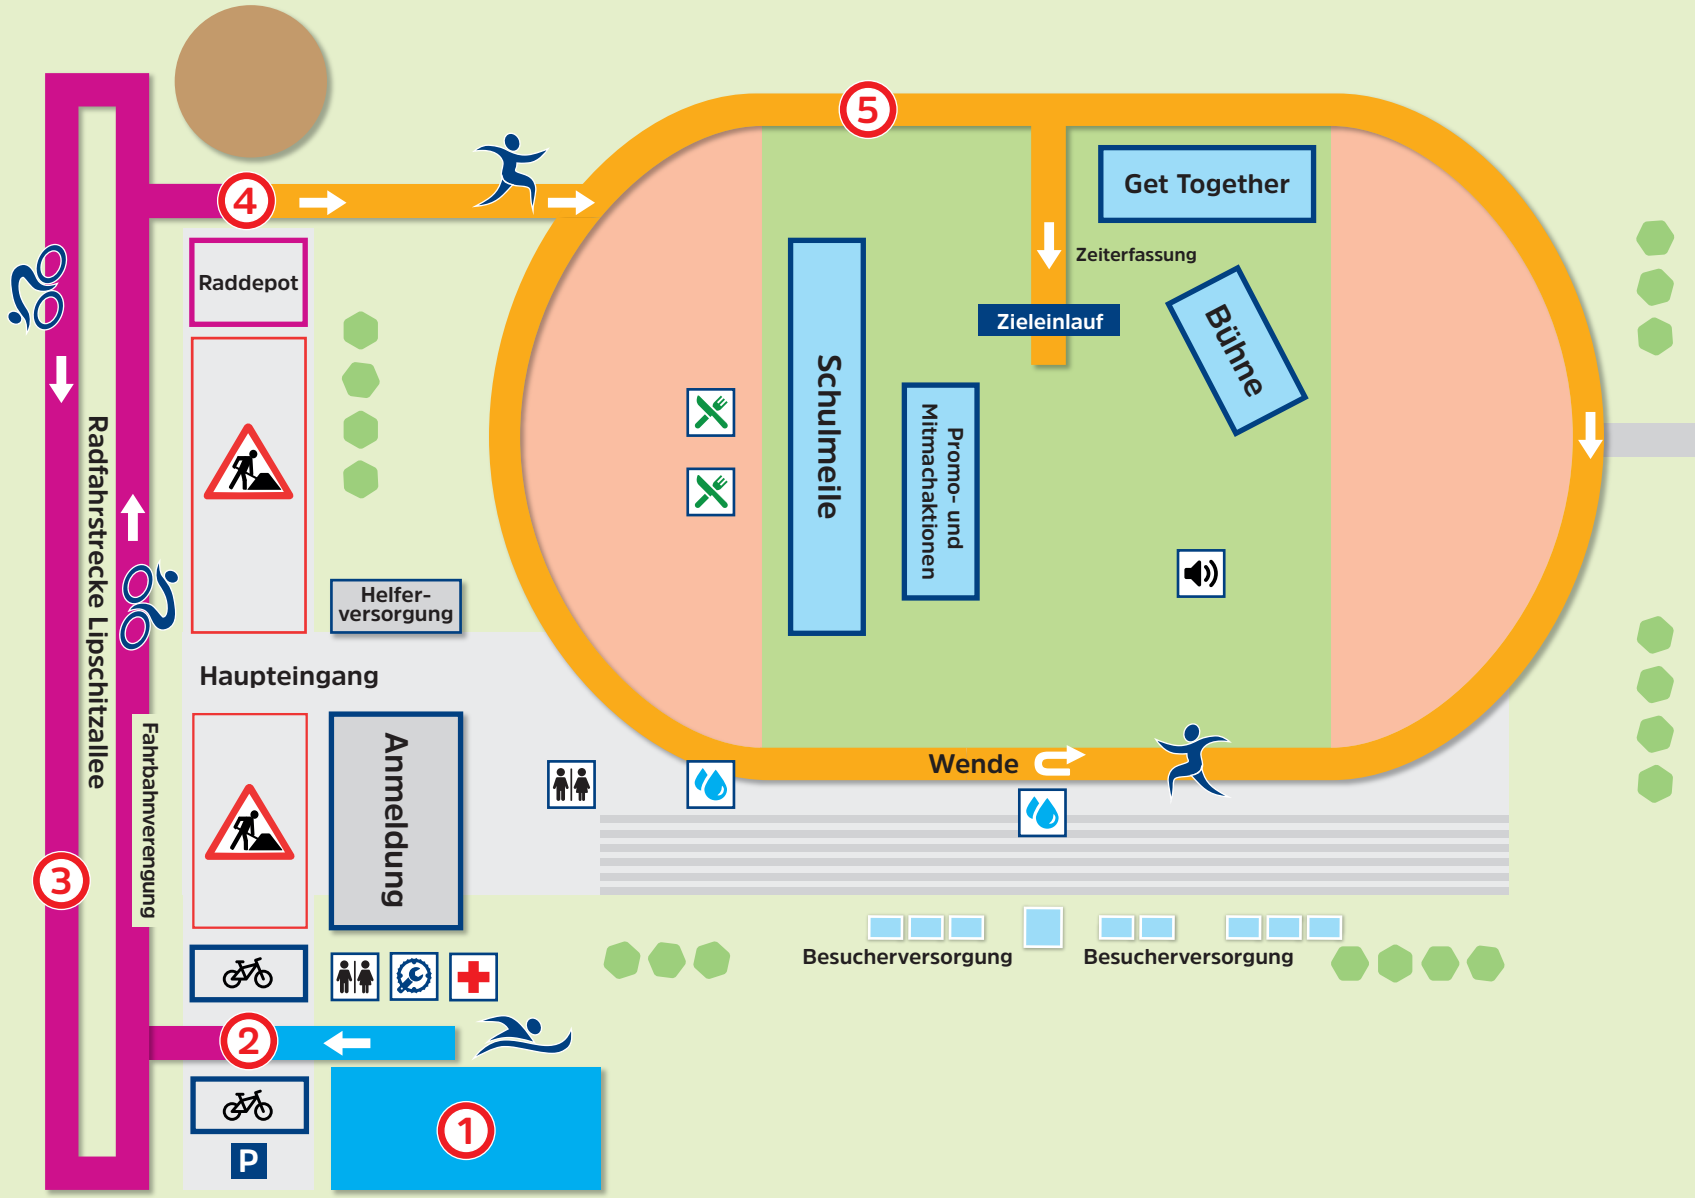 5
Get Together
4
Zeiterfassung
Raddepot
Zieleinlauf
Bühne
Schulmeile
Promo- und
Mitmachaktionen
Radfahrstrecke Lipschitzallee
Helfer-
versorgung
Haupteingang
Fahrbahnverengung
Anmeldung
Wende
3
Besucherversorgung
Besucherversorgung
2
1
P